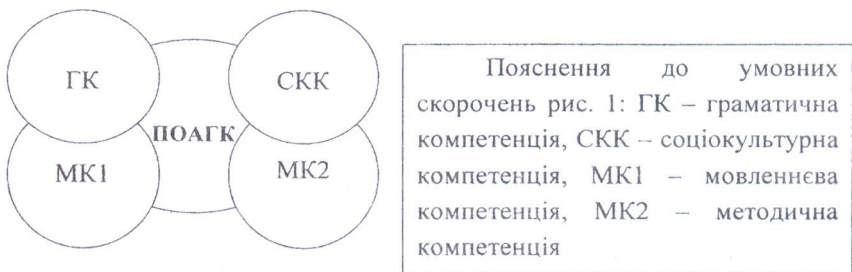 ГК
СКК
ПОАГК
МК1
МК2
Пояснення до умовних
скорочень рис. 1: ГК – граматична
компетенція, СКК – соціокультурна
компетенція, МК1 – мовленнєва
компетенція, МК2 – методична
компетенція